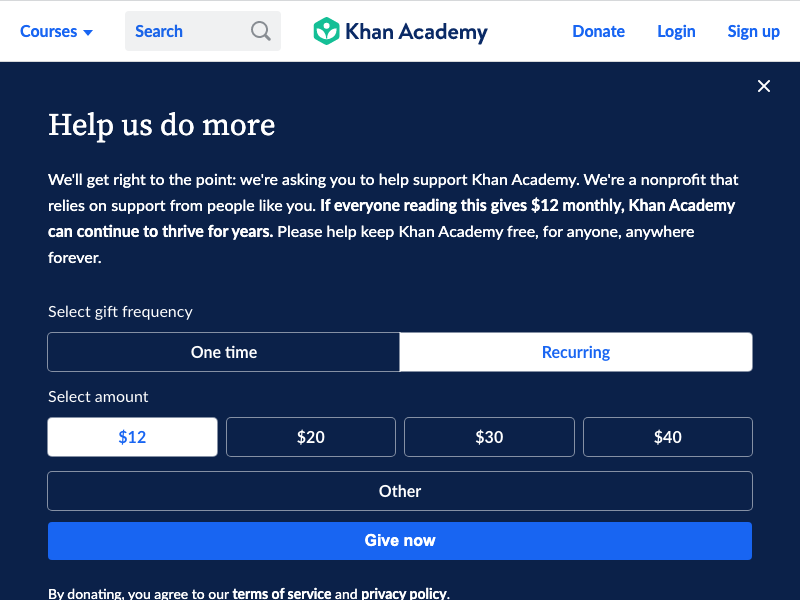 Courses
Search
Khan Academy
Donate
Login
Sign up
Help us do more
We'll get right to the point: we're asking you to help support Khan Academy. We're a nonprofit that
relies on support from people like you. If everyone reading this gives $12 monthly, Khan Academy
can continue to thrive for years. Please help keep Khan Academy free, for anyone, anywhere
forever.
Select gift frequency
One time
Recurring
Select amount
$12
$20
$30
$40
Other
Give now
By donating, you agree to our terms of service and privacy policy.